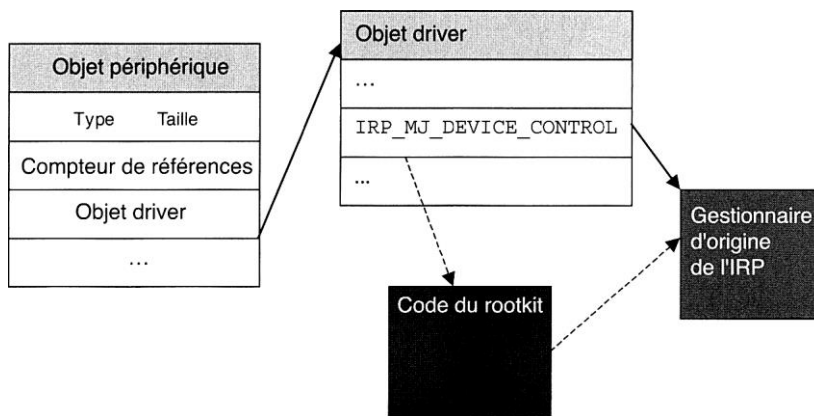 Objet périphérique
Type Taille
Compteur de références
Objet driver
...
Objet driver
...
IRP_MJ_DEVICE_CONTROL
...
Code du rootkit
Gestionnaire
d'origine
de l'IRP